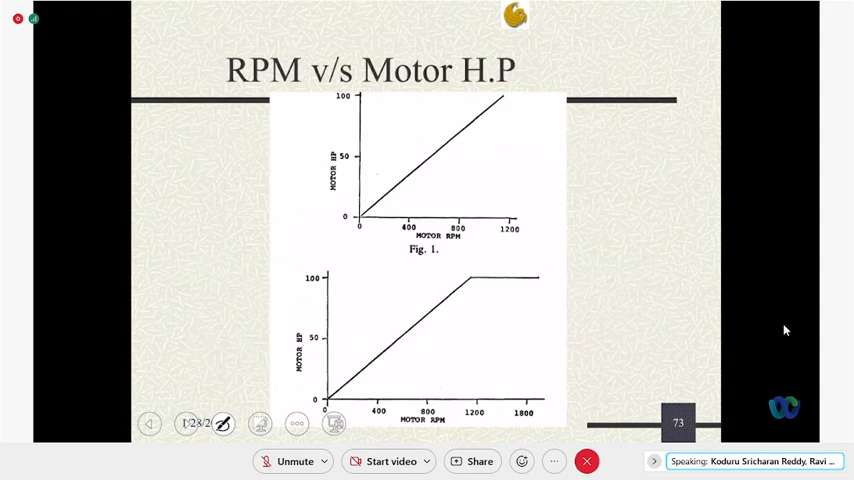 RPM v/s Motor H.P
100
50
0
MOTOR HP
0 400 800 1200
MOTOR RPM
Fig. 1.
100
50
0
MOTOR HP
0 400 800 1200 1800
MOTOR RPM
73
Unmute
Start video
Share
Speaking: Koduru Sricharan Reddy, Ravi ...